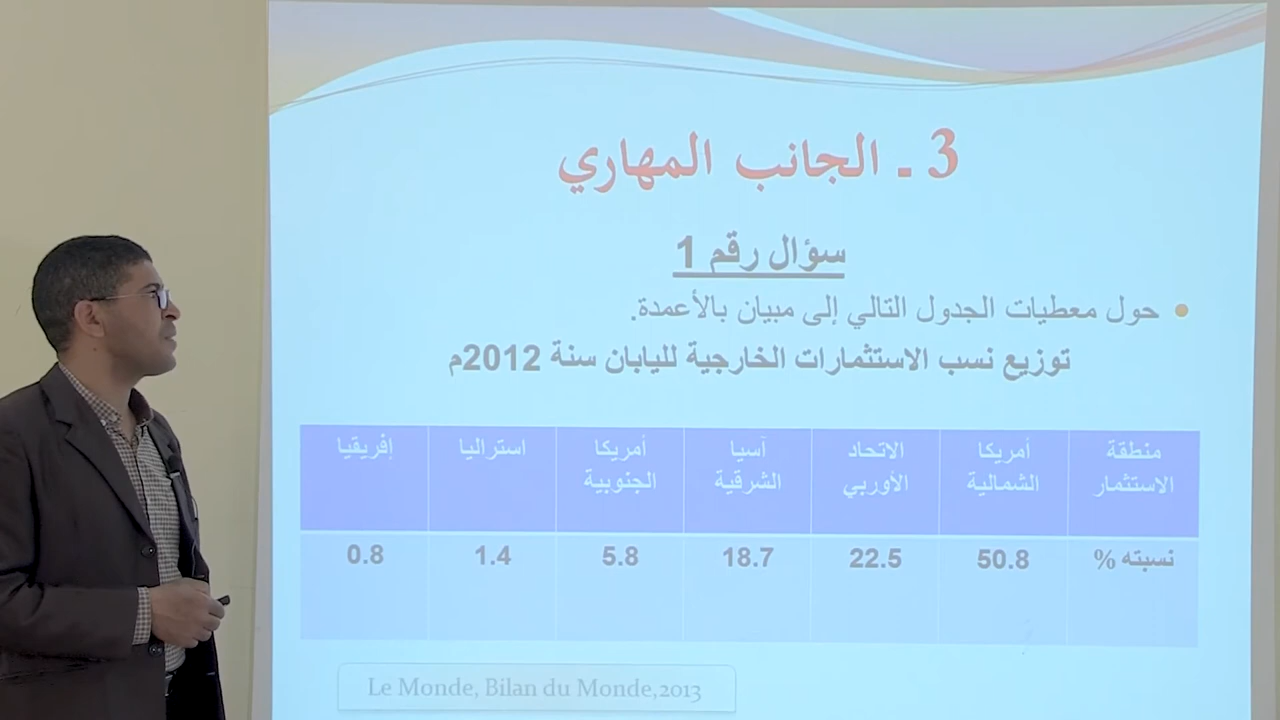 3 ـ الجانب المهاري
سؤال رقم 1
• حول معطيات الجدول التالي إلى مبيان بالأعمدة.
توزيع نسب الاستثمارات الخارجية لليابان سنة 2012م
منطقة الاستثمار أمريكا الشمالية الاتحاد الأوربي آسيا الشرقية أمريكا الجنوبية استراليا إفريقيا
نسبته % 50.8 22.5 18.7 5.8 1.4 0.8
Le Monde, Bilan du Monde,2013